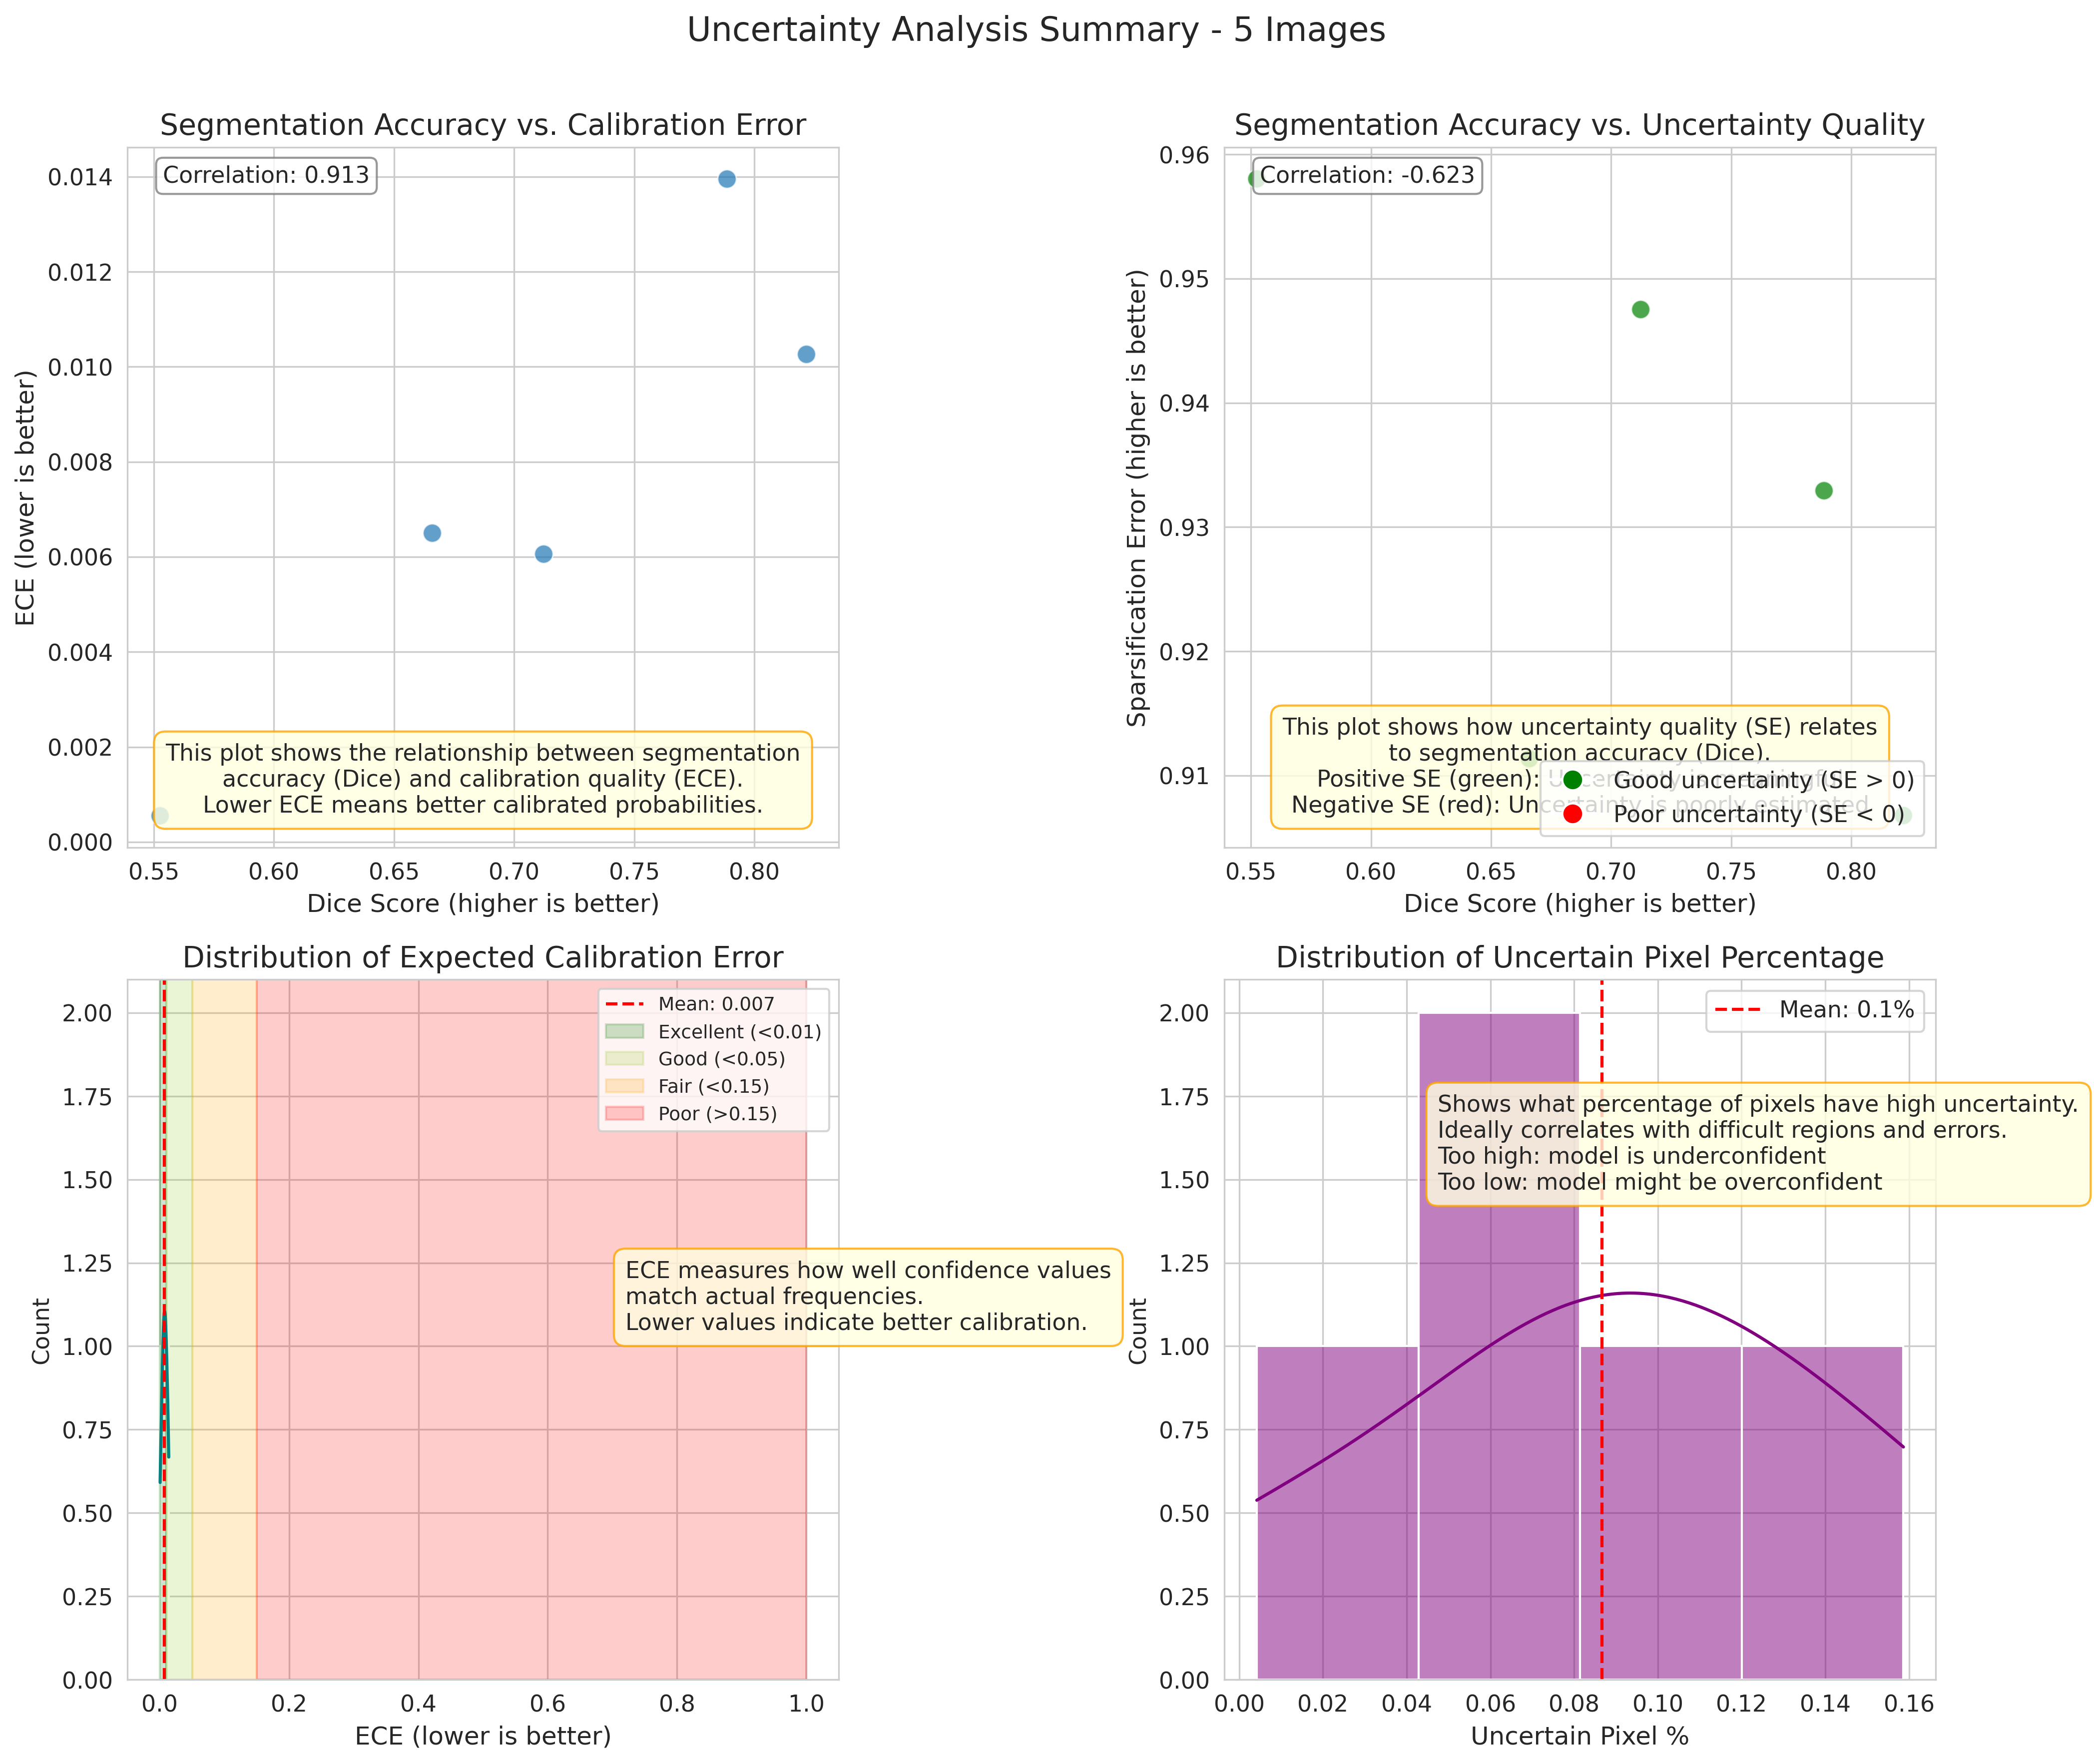 Uncertainty Analysis Summary - 5 Images
Segmentation Accuracy vs. Calibration Error
Correlation: 0.913
ECE (lower is better)
0.014
0.012
0.010
0.008
0.006
0.004
0.002
0.000
This plot shows the relationship between segmentation
accuracy (Dice) and calibration quality (ECE).
Lower ECE means better calibrated probabilities.
0.55 0.60 0.65 0.70 0.75 0.80
Dice Score (higher is better)
Segmentation Accuracy vs. Uncertainty Quality
Correlation: -0.623
Sparsification Error (higher is better)
0.96
0.95
0.94
0.93
0.92
0.91
This plot shows how uncertainty quality (SE) relates
to segmentation accuracy (Dice).
Positive SE (green): Uncertainty is meaningful
Negative SE (red): Uncertainty is poorly estimated
Good uncertainty (SE > 0)
Poor uncertainty (SE < 0)
0.55 0.60 0.65 0.70 0.75 0.80
Dice Score (higher is better)
Distribution of Expected Calibration Error
Count
2.00
1.75
1.50
1.25
1.00
0.75
0.50
0.25
0.00
Mean: 0.007
Excellent (<0.01)
Good (<0.05)
Fair (<0.15)
Poor (>0.15)
ECE measures how well confidence values
match actual frequencies.
Lower values indicate better calibration.
0.0 0.2 0.4 0.6 0.8 1.0
ECE (lower is better)
Distribution of Uncertain Pixel Percentage
Count
2.00
1.75
1.50
1.25
1.00
0.75
0.50
0.25
0.00
Mean: 0.1%
Shows what percentage of pixels have high uncertainty.
Ideally correlates with difficult regions and errors.
Too high: model is underconfident
Too low: model might be overconfident
0.00 0.02 0.04 0.06 0.08 0.10 0.12 0.14 0.16
Uncertain Pixel %